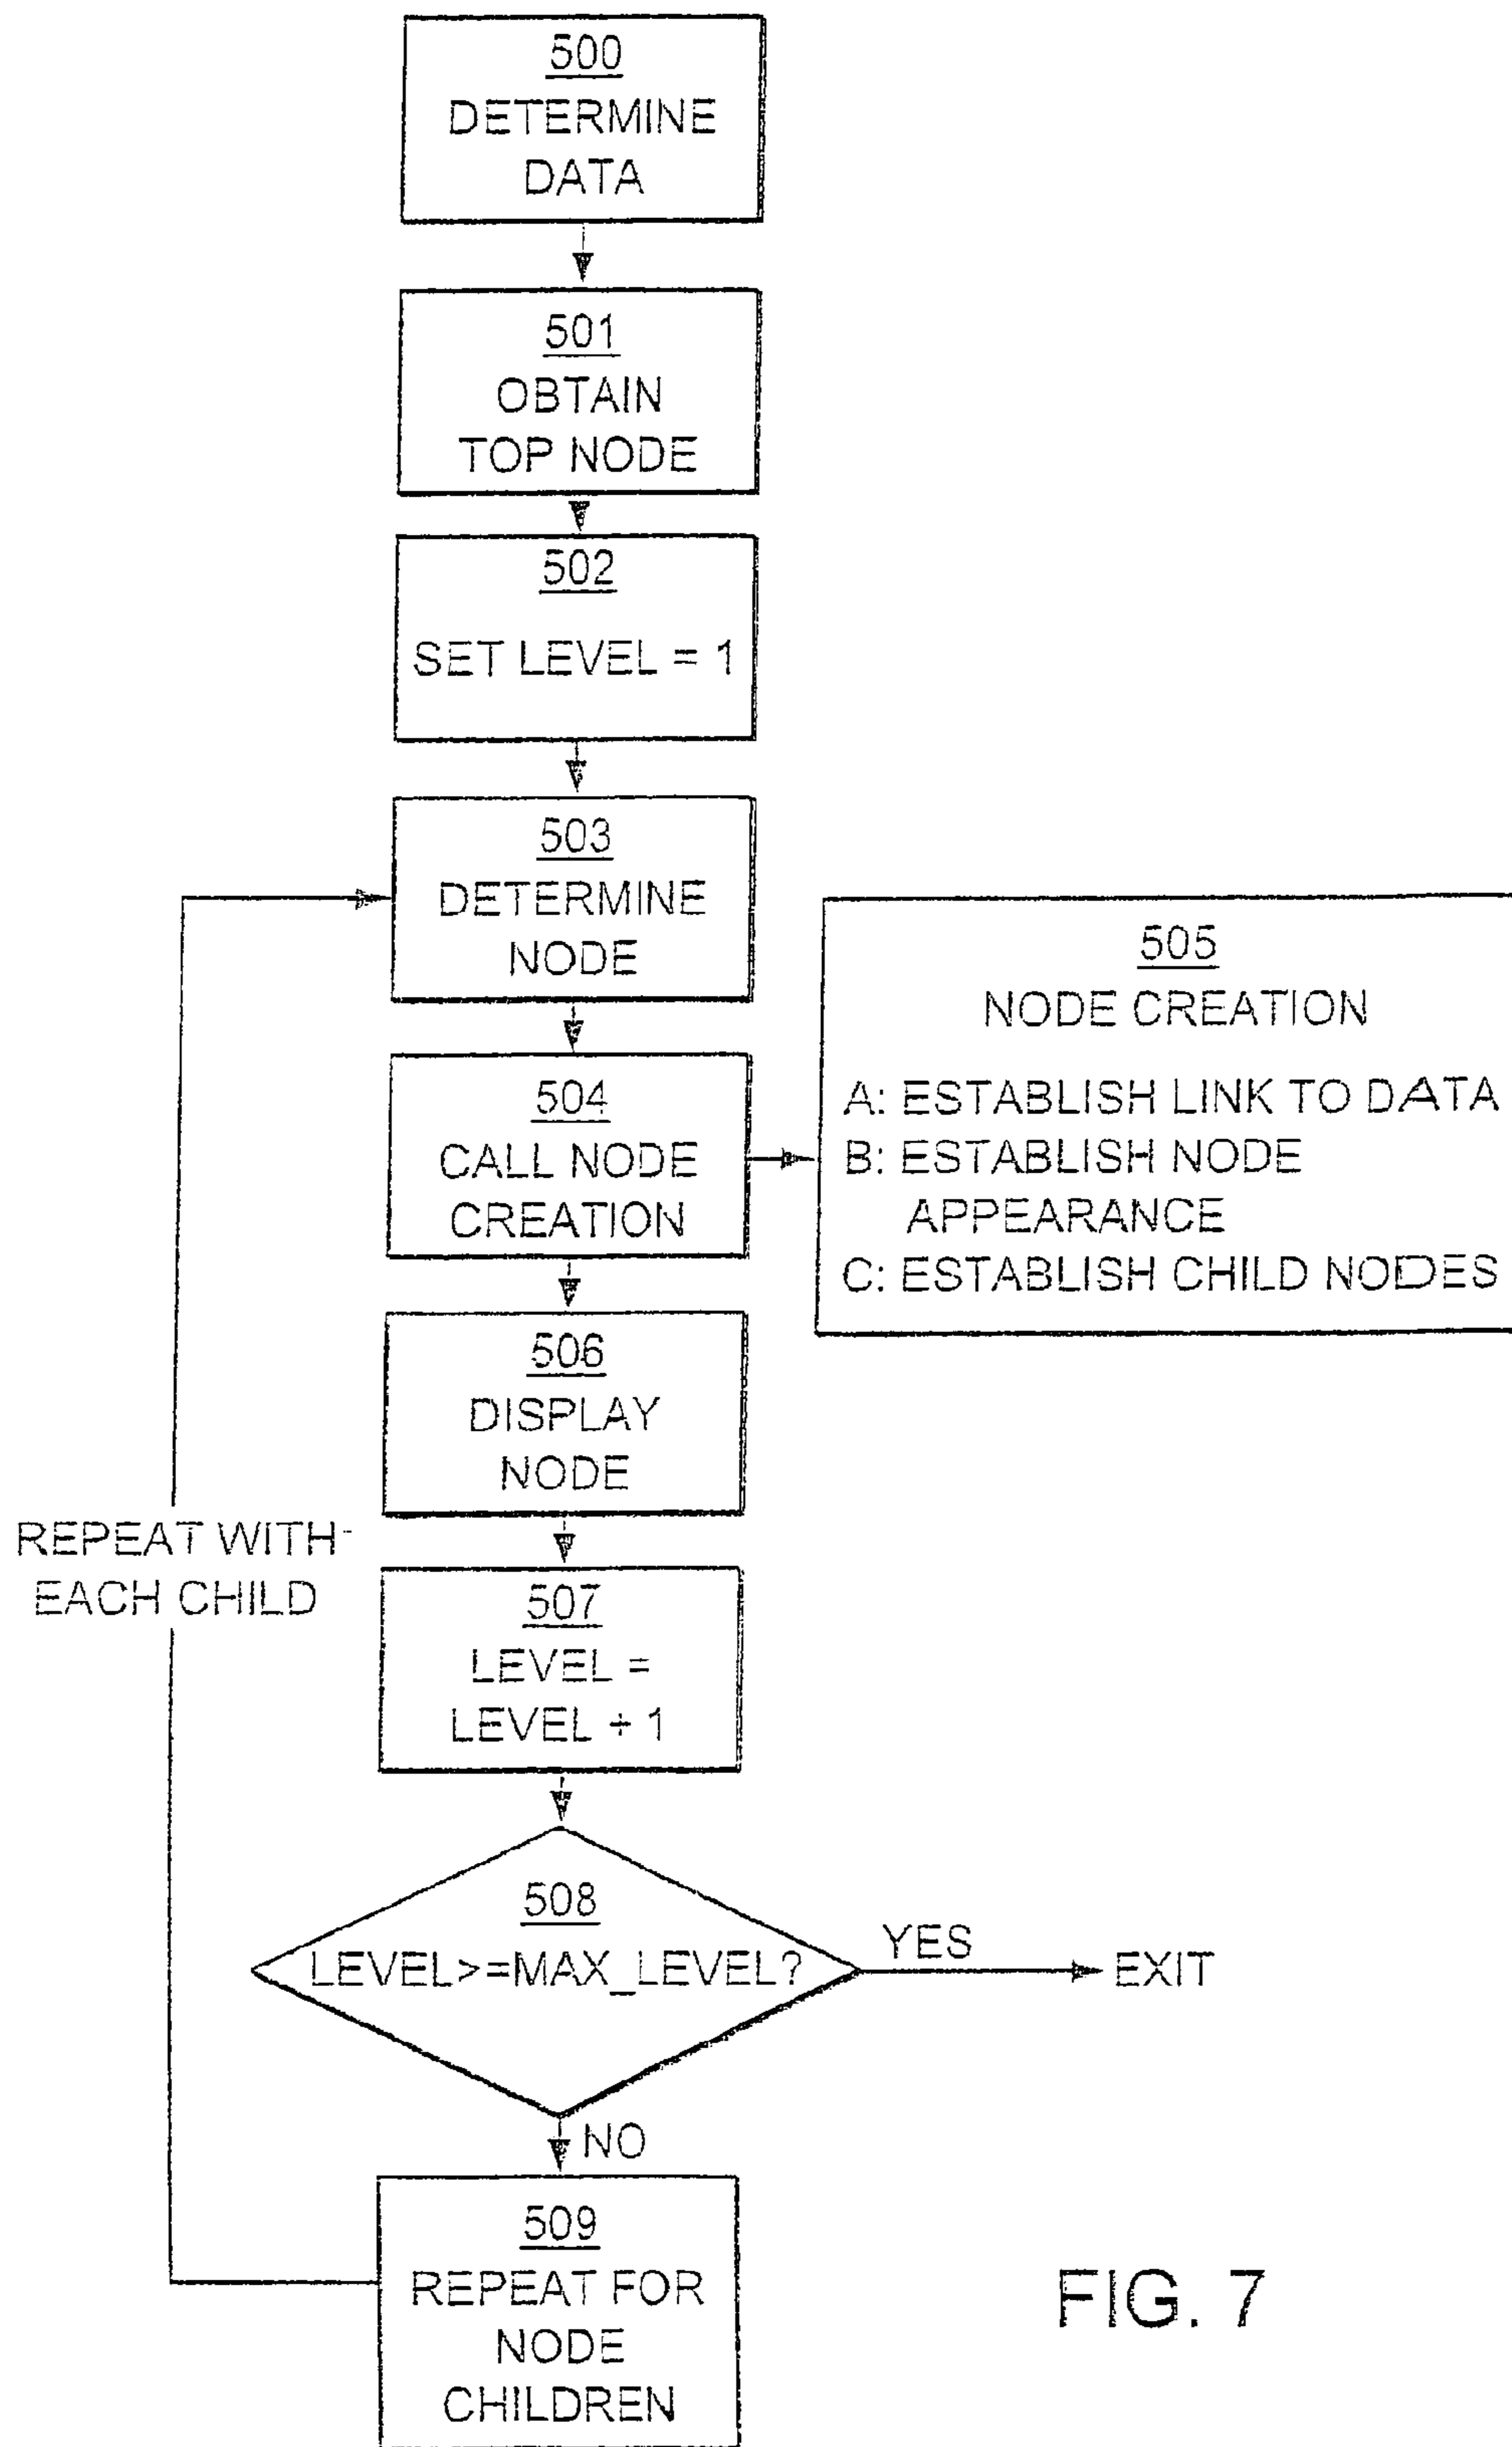 500
DETERMINE
DATA
501
OBTAIN
TOP NODE
502
SET LEVEL = 1
503
DETERMINE
NODE
504
CALL NODE
CREATION
505
NODE CREATION
A: ESTABLISH LINK TO DATA
B: ESTABLISH NODE
APPEARANCE
C: ESTABLISH CHILD NODES
506
DISPLAY
NODE
REPEAT WITH
EACH CHILD
507
LEVEL =
LEVEL + 1
508
LEVEL>=MAX_LEVEL?
YES
EXIT
NO
509
REPEAT FOR
NODE
CHILDREN
FIG. 7